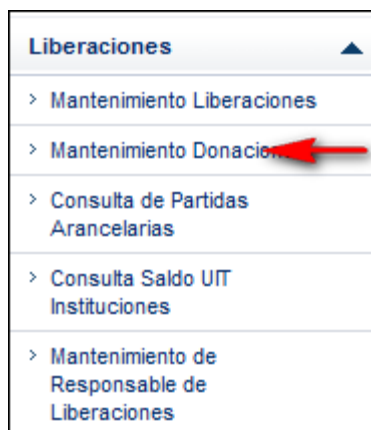 Liberaciones
Mantenimiento Liberaciones
Mantenimiento
Consulta de Partidas
Arancelarias
Consulta Saldo UIT
Instituciones
Mantenimiento de
Responsable de
Liberaciones